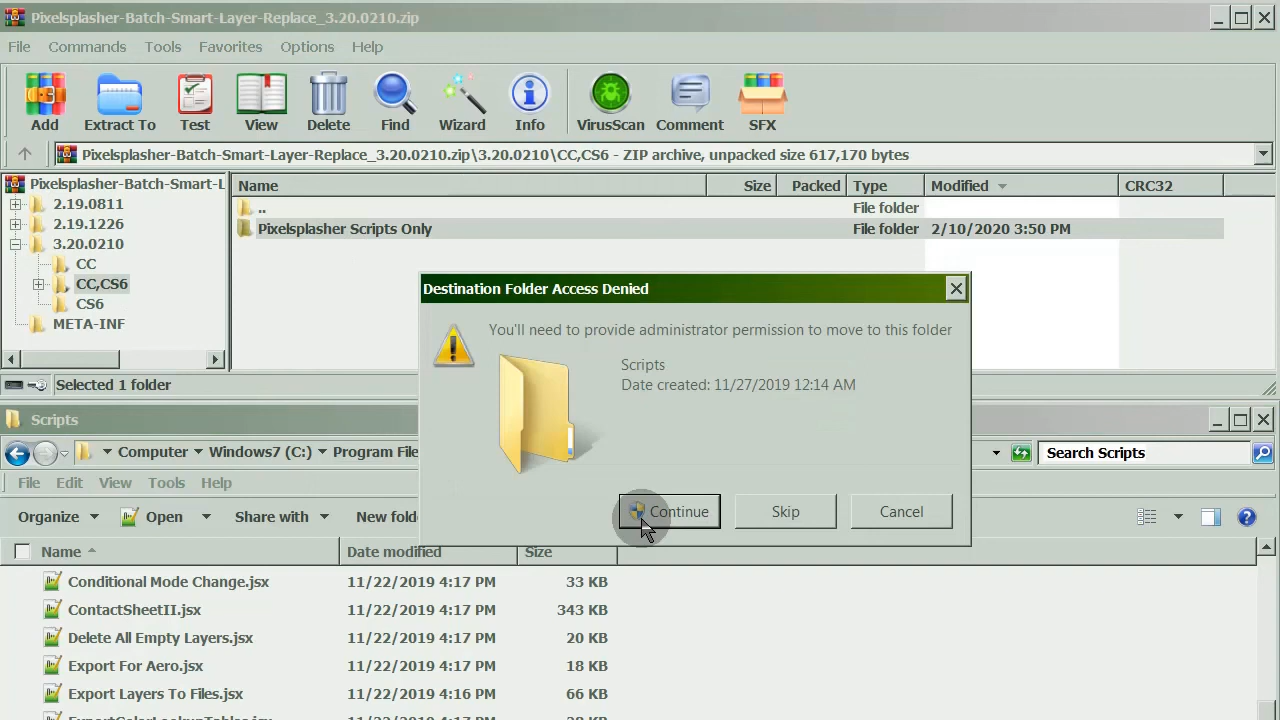 Pixelsplasher-Batch-Smart-Layer-Replace_3.20.0210.zip
File Commands Tools Favorites Options Help
Add Extract To Test View Delete Find Wizard Info VirusScan Comment SFX
Pixelsplasher-Batch-Smart-Layer-Replace_3.20.0210.zip\3.20.0210\CC,CS6 - ZIP archive, unpacked size 617,170 bytes
Pixelsplasher-Batch-Smart-L
2.19.0811
2.19.1226
3.20.0210
CC
CC,CS6
CS6
META-INF
Name Size Packed Type Modified CRC32
.. File folder
Pixelsplasher Scripts Only File folder 2/10/2020 3:50 PM
Selected 1 folder
Destination Folder Access Denied
You'll need to provide administrator permission to move to this folder
Scripts
Date created: 11/27/2019 12:14 AM
Continue Skip Cancel
Scripts
Computer Windows7 (C:) Program File Search Scripts
File Edit View Tools Help
Organize Open Share with New fold
Name Date modified Size
Conditional Mode Change.jsx 11/22/2019 4:17 PM 33 KB
ContactSheetII.jsx 11/22/2019 4:17 PM 343 KB
Delete All Empty Layers.jsx 11/22/2019 4:17 PM 20 KB
Export For Aero.jsx 11/22/2019 4:17 PM 18 KB
Export Layers To Files.jsx 11/22/2019 4:16 PM 66 KB